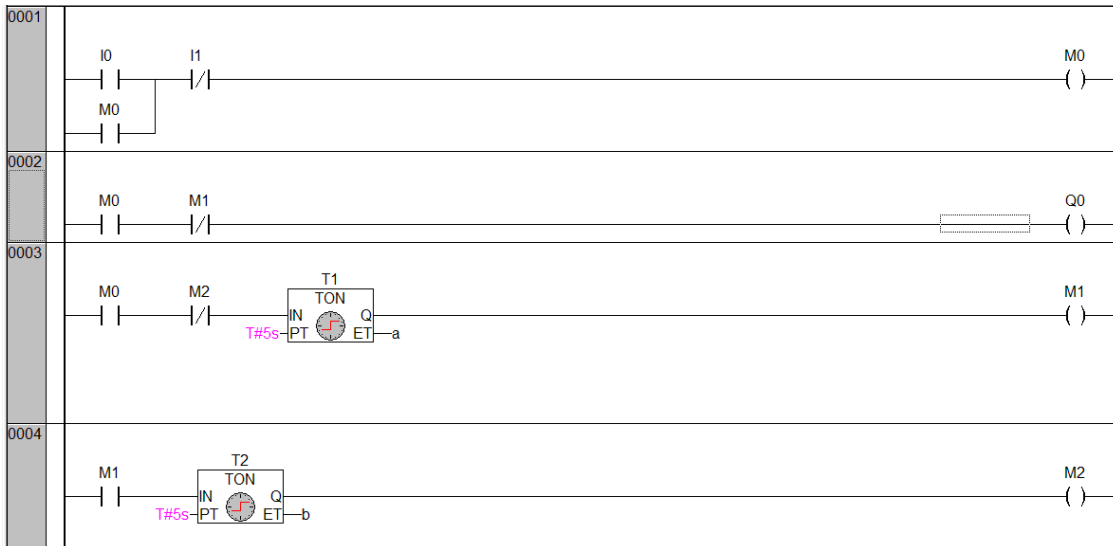 0001
I0 I1 M0
M0
0002
M0 M1 Q0
0003
T1
M0 M2 TON M1
IN Q
T#5s PT ET a
0004
T2
M1 TON M2
IN Q
T#5s PT ET b